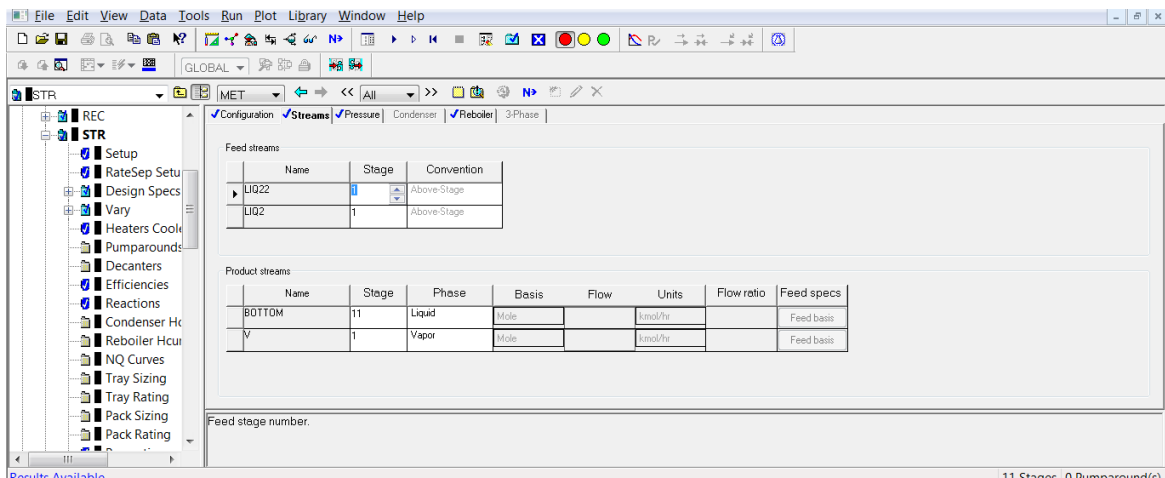 File Edit View Data Tools Run Plot Library Window Help
N>
GLOBAL
STR MET << All >> N>
REC
STR
Setup
RateSep Setu
Design Specs
Vary
Heaters Coole
Pumparounds
Decanters
Efficiencies
Reactions
Condenser Hc
Reboiler Hcur
NQ Curves
Tray Sizing
Tray Rating
Pack Sizing
Pack Rating
Configuration Streams Pressure Condenser Reboiler 3-Phase
Feed streams
Name Stage Convention
LIQ22 1 Above-Stage
LIQ2 1 Above-Stage
Product streams
Name Stage Phase Basis Flow Units Flow ratio Feed specs
BOTTOM 11 Liquid Mole kmol/hr Feed basis
V 1 Vapor Mole kmol/hr Feed basis
Feed stage number.
Results Available 11 Stages 0 Pumparound(s)